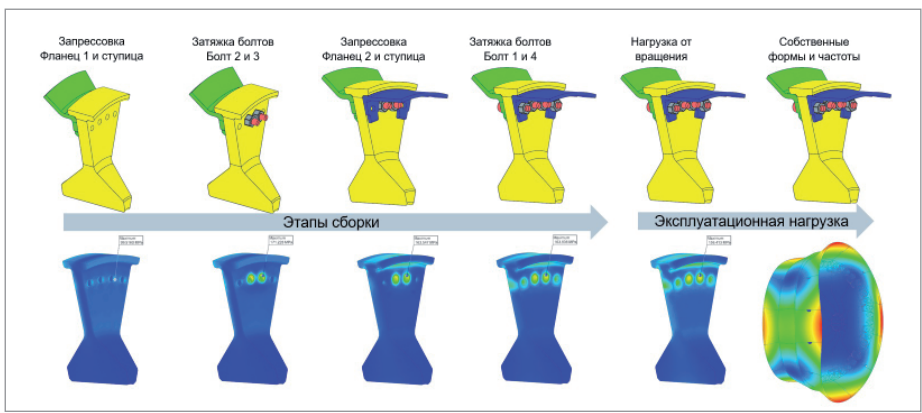 Запрессовка
Фланец 1 и ступица
Затяжка болтов
Болт 2 и 3
Запрессовка
Фланец 2 и ступица
Затяжка болтов
Болт 1 и 4
Нагрузка от
вращения
Собственные
формы и частоты
Этапы сборки
Эксплуатационная нагрузка